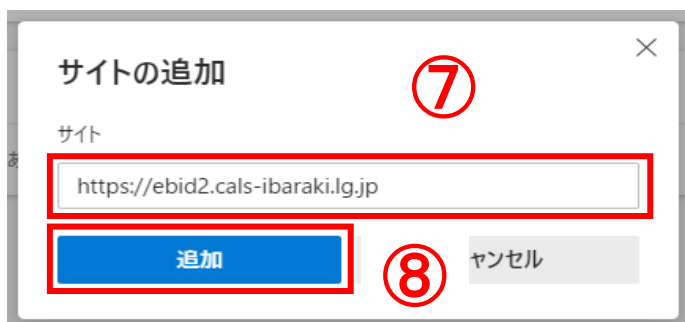 サイトの追加
⑦
サイト
https://ebid2.cals-ibaraki.lg.jp
追加
⑧
ャンセル